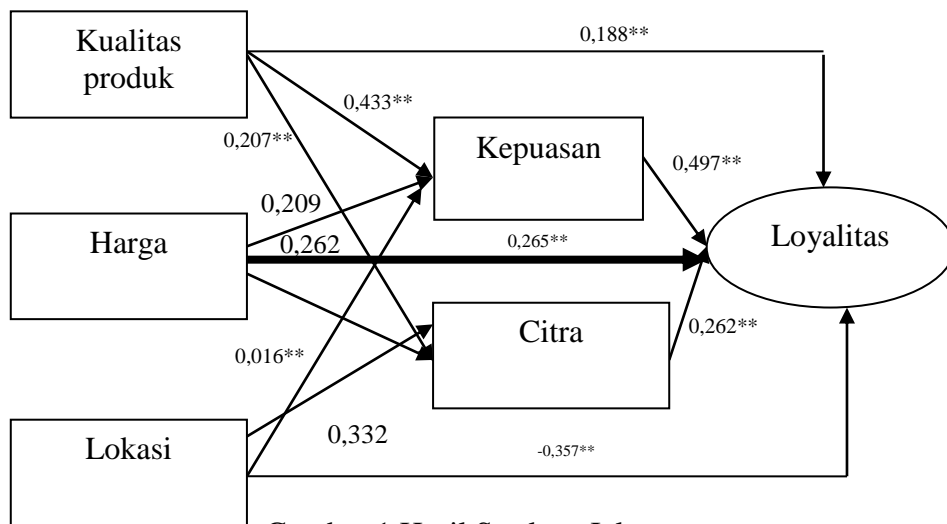 Kualitas
produk
0,188**
0,433**
0,207**
Kepuasan
0,497**
0,209
Harga
0,262
0,265**
Loyalitas
Citra
0,262**
0,016**
0,332
Lokasi
-0,357**